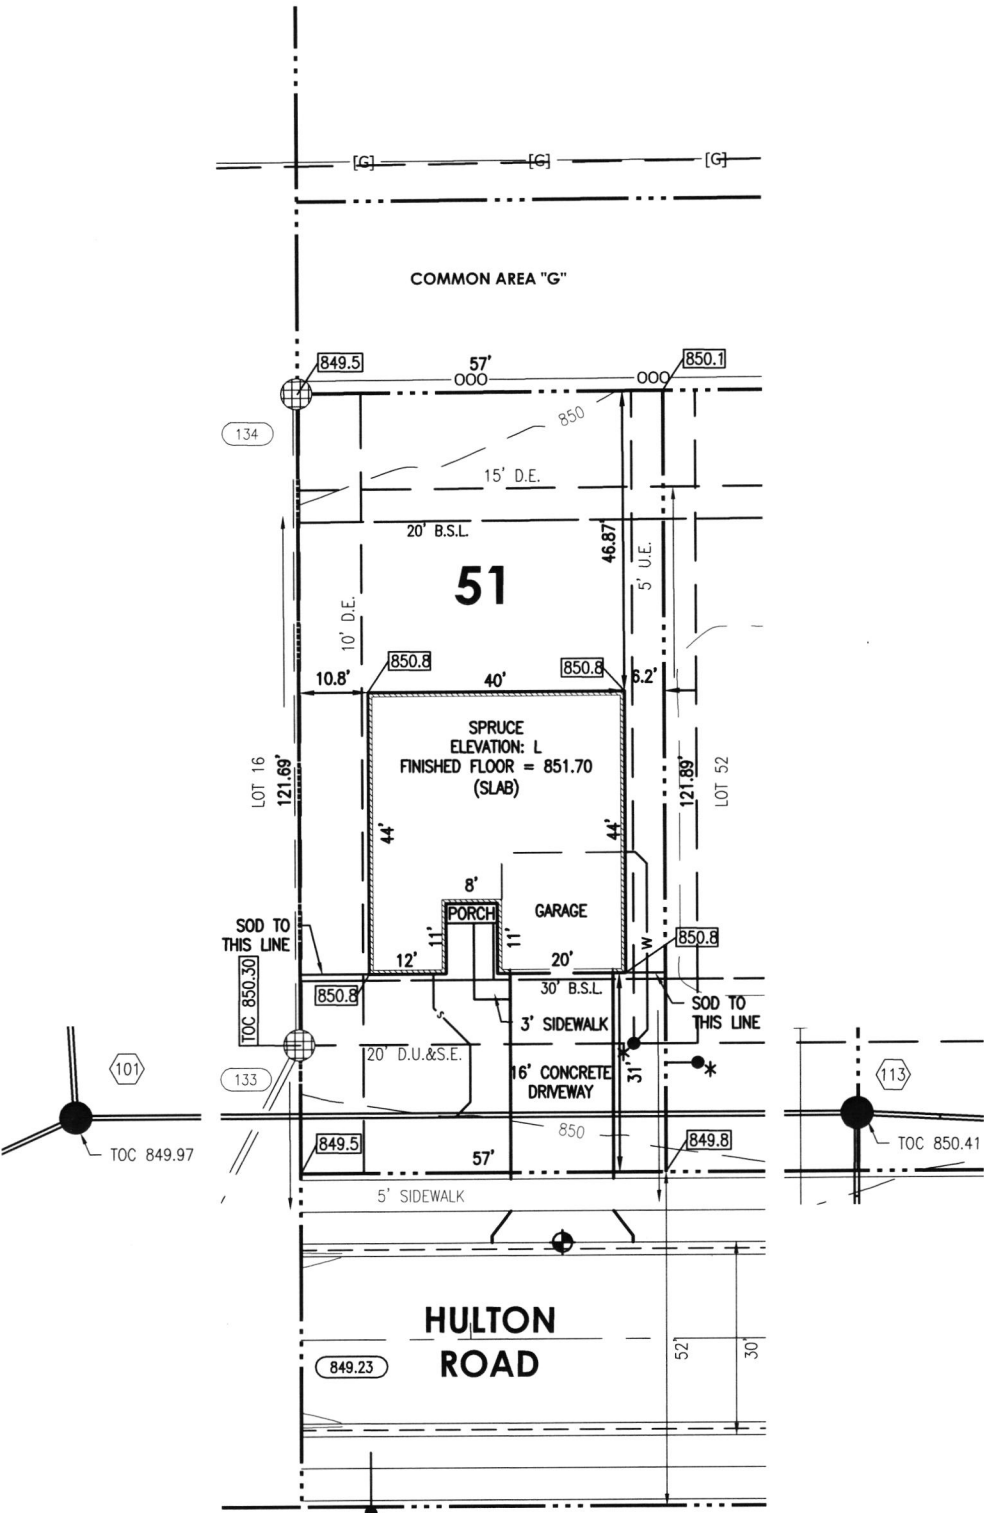 [G] [G] [G]
COMMON AREA "G"
849.5
57'
850.1
OOO OOO
134
850
15' D.E.
20' B.S.L.
46.87'
5' U.E.
51
10' D.E.
850.8
850.8
10.8'
40'
6.2'
SPRUCE
ELEVATION: L
FINISHED FLOOR = 851.70
(SLAB)
LOT 16
121.69'
121.89'
LOT 52
44'
44'
8'
PORCH
GARAGE
11'
11'
W
SOD TO
THIS LINE
12'
20'
850.8
TOC 850.30
850.8
30' B.S.L.
S
3' SIDEWALK
SOD TO
THIS LINE
20' D.U.&S.E.
133
16' CONCRETE
DRIVEWAY
31'
101
113
TOC 849.97
849.5
850
849.8
TOC 850.41
57'
5' SIDEWALK
HULTON
ROAD
849.23
52'
30'